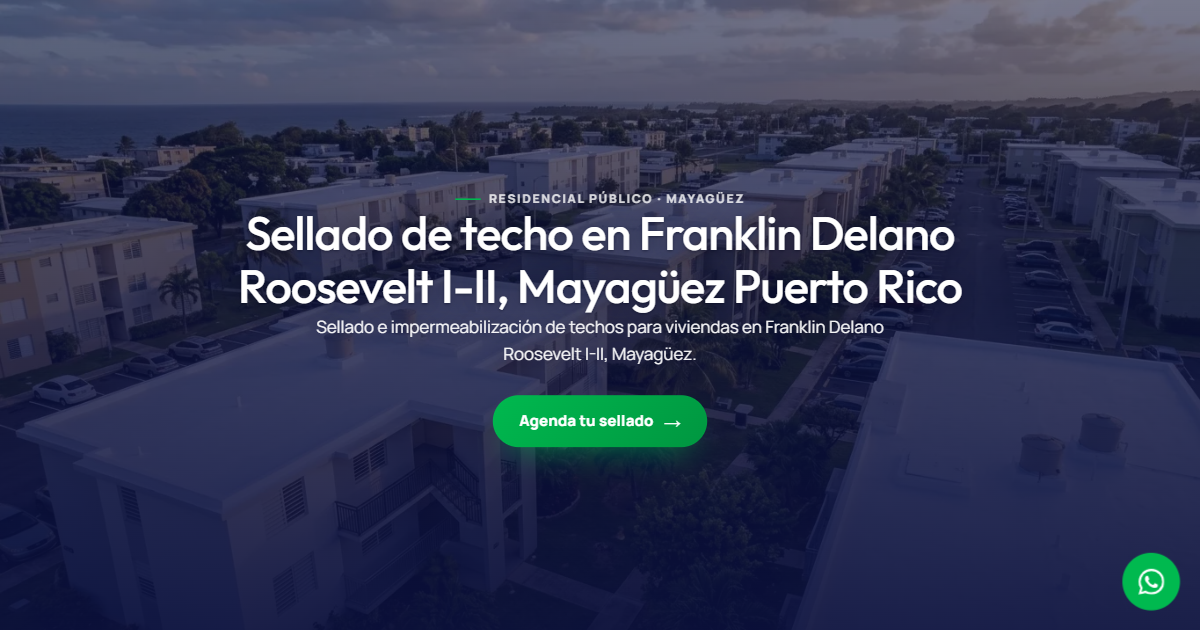 RESIDENCIAL PÚBLICO · MAYAGÜEZ
Sellado de techo en Franklin Delano
Roosevelt I-II, Mayagüez Puerto Rico
Sellado e impermeabilización de techos para viviendas en Franklin Delano
Roosevelt I-II, Mayagüez.
Agenda tu sellado →